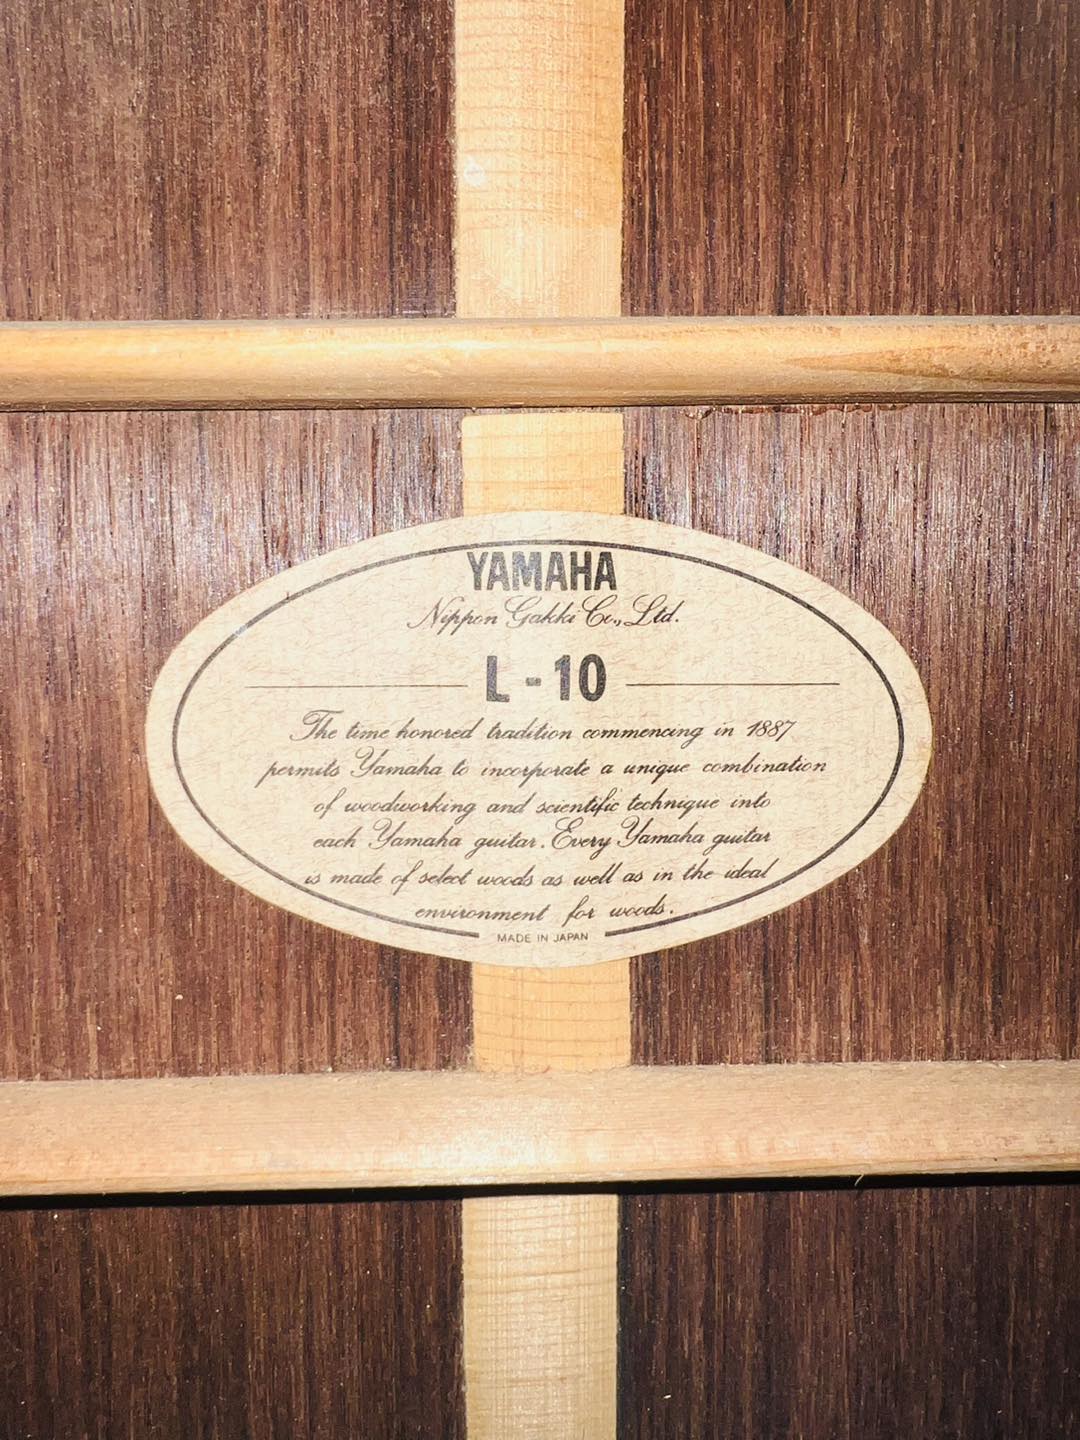 YAMAHA
Nippon Gakki Co., Ltd.
L-10
The time honored tradition commencing in 1887
permits Yamaha to incorporate a unique combination
of woodworking and scientific technique into
each Yamaha guitar. Every Yamaha guitar
is made of select woods as well as in the ideal
environment for woods.
MADE IN JAPAN